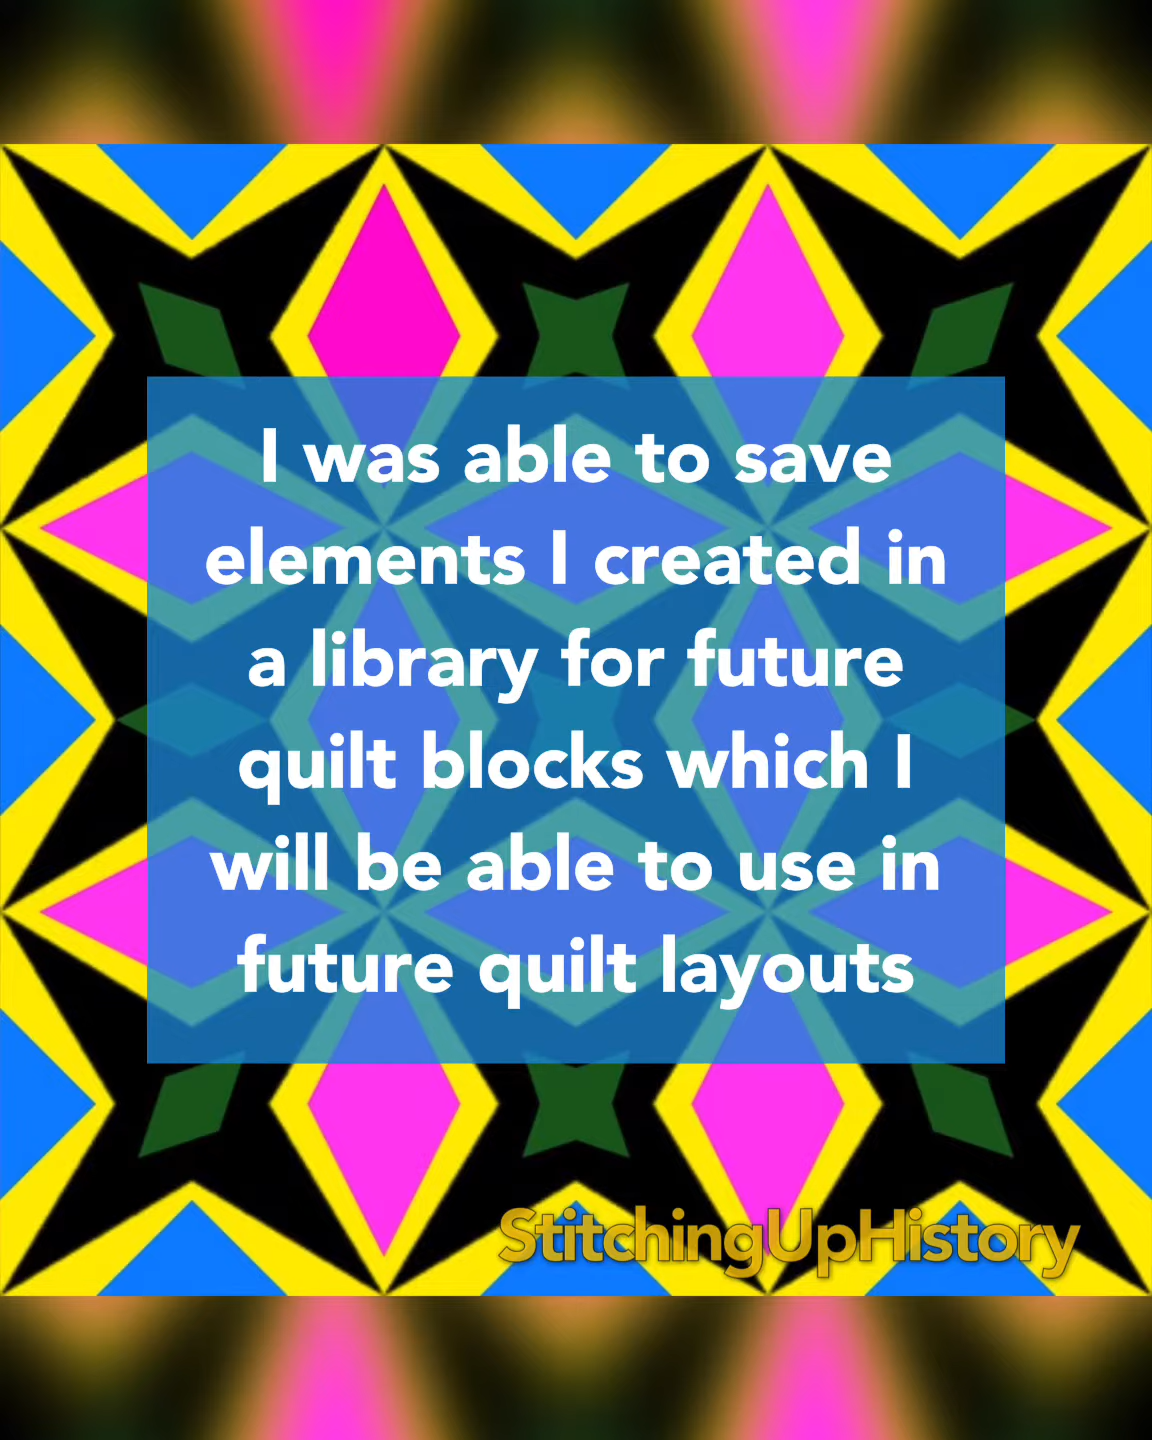 I was able to save
elements I created in
a library for future
quilt blocks which I
will be able to use in
future quilt layouts
StitchingUpHistory